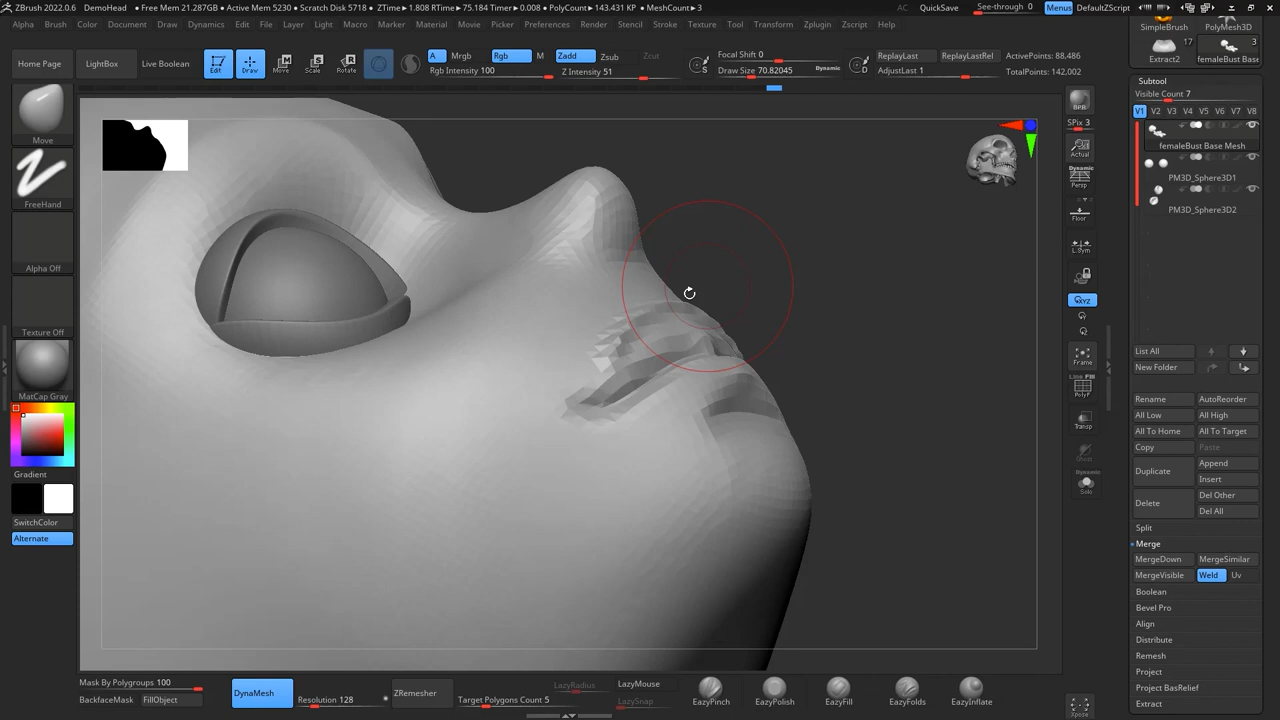 ZBrush 2022.0.6 DemoHead • Free Mem 21.287GB • Active Mem 5230 • Scratch Disk 5718 • ZTime▸1.808 RTime▸75.184 Timer▸0.008 • PolyCount▸143.431 KP • MeshCount▸3 AC QuickSave See-through 0 Menus DefaultZScript
Alpha Brush Color Document Draw Dynamics Edit File Layer Light Macro Marker Material Movie Picker Preferences Render Stencil Stroke Texture Tool Transform Zplugin Zscript Help
Home Page LightBox Live Boolean Edit Draw Move Scale Rotate
A Mrgb Rgb M Zadd Zsub Zcut
Rgb Intensity 100 Z Intensity 51
S Focal Shift 0
Draw Size 70.82045 Dynamic
D ReplayLast ReplayLastRel ActivePoints: 88,486
AdjustLast 1 TotalPoints: 142,002
Move
FreeHand
Alpha Off
Texture Off
MatCap Gray
Gradient
SwitchColor
Alternate
BPR
SPix 3
Actual
Persp
Floor
L.Sym
XYZ
Frame
Line Fill
PolyF
Transp
Ghost
Dynamic
Solo
Xpose
SimpleBrush PolyMesh3D
17 3
Extract2 femaleBust Base
Subtool
Visible Count 7
V1 V2 V3 V4 V5 V6 V7 V8
femaleBust Base Mesh
PM3D_Sphere3D1
PM3D_Sphere3D2
List All
New Folder
Rename AutoReorder
All Low All High
All To Home All To Target
Copy Paste
Duplicate Append
Insert
Delete Del Other
Del All
Split
Merge
MergeDown MergeSimilar
MergeVisible Weld Uv
Boolean
Bevel Pro
Align
Distribute
Remesh
Project
Project BasRelief
Extract
Mask By Polygroups 100
BackfaceMask FillObject
DynaMesh Resolution 128
ZRemesher Target Polygons Count 5
LazyRadius LazyMouse
LazySnap
EazyPinch EazyPolish EazyFill EazyFolds EazyInflate